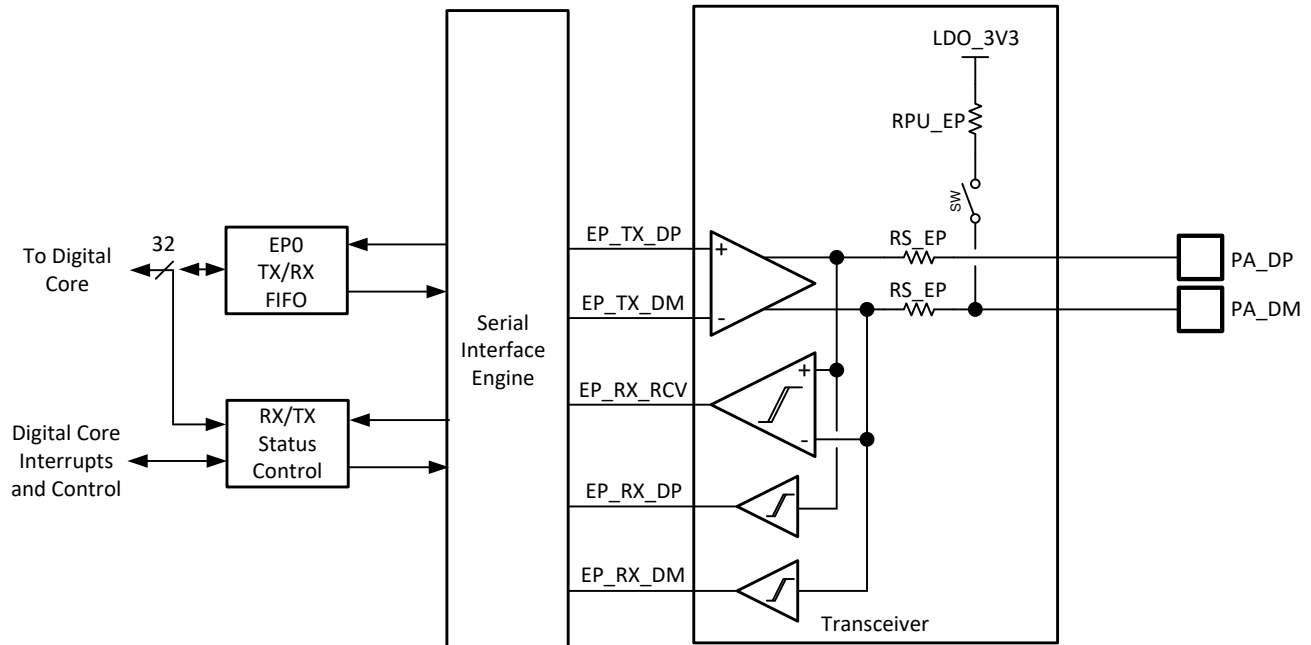 LDO_3V3
RPU_EP
SW
32
To Digital
Core
EP0
TX/RX
FIFO
EP_TX_DP
+
RS_EP
PA_DP
EP_TX_DM
-
RS_EP
PA_DM
Serial
Interface
Engine
EP_RX_RCV
+
-
Digital Core
Interrupts
and Control
RX/TX
Status
Control
EP_RX_DP
EP_RX_DM
Transceiver